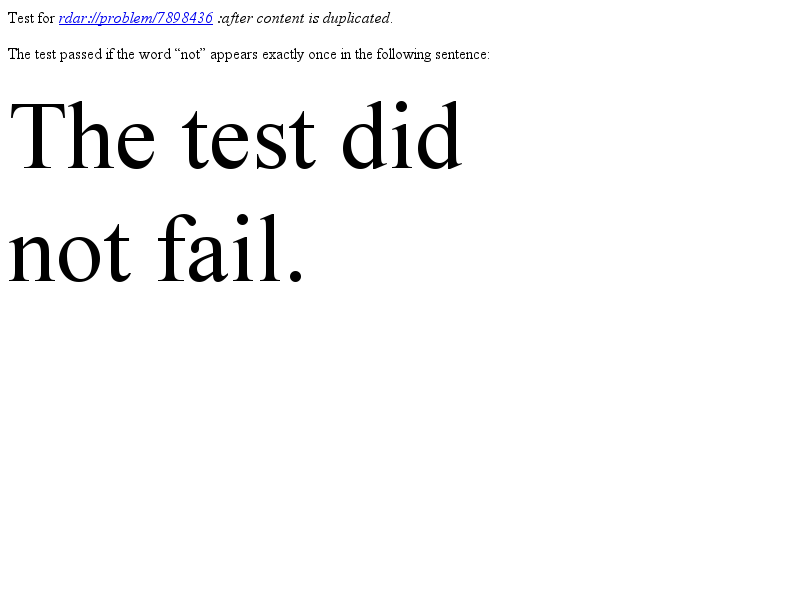 Test for rdar://problem/7898436 :after content is duplicated.
The test passed if the word “not” appears exactly once in the following sentence:
The test did
not fail.